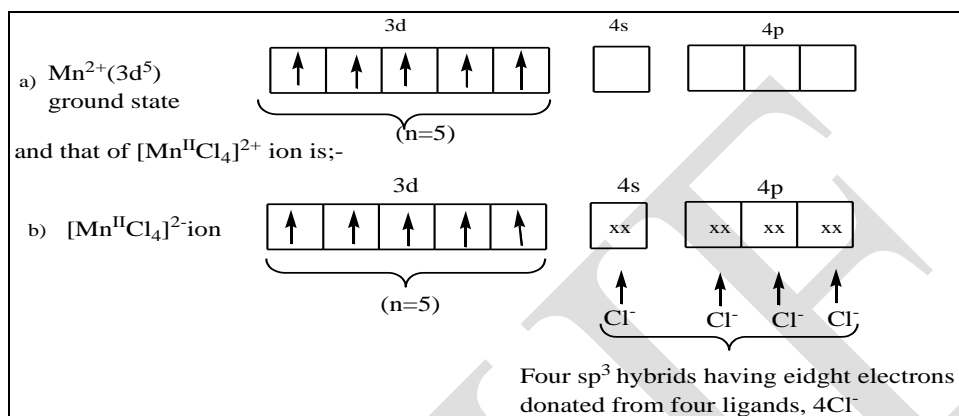 3d 4s 4p
a) Mn²⁺(3d⁵)
ground state
(n=5)
and that of [MnᴵᴵCl₄]²⁺ ion is;-
3d 4s 4p
b) [MnᴵᴵCl₄]²⁻ion xx xx xx xx
(n=5)
Cl⁻ Cl⁻ Cl⁻ Cl⁻
Four sp³ hybrids having eidght electrons
donated from four ligands, 4Cl⁻